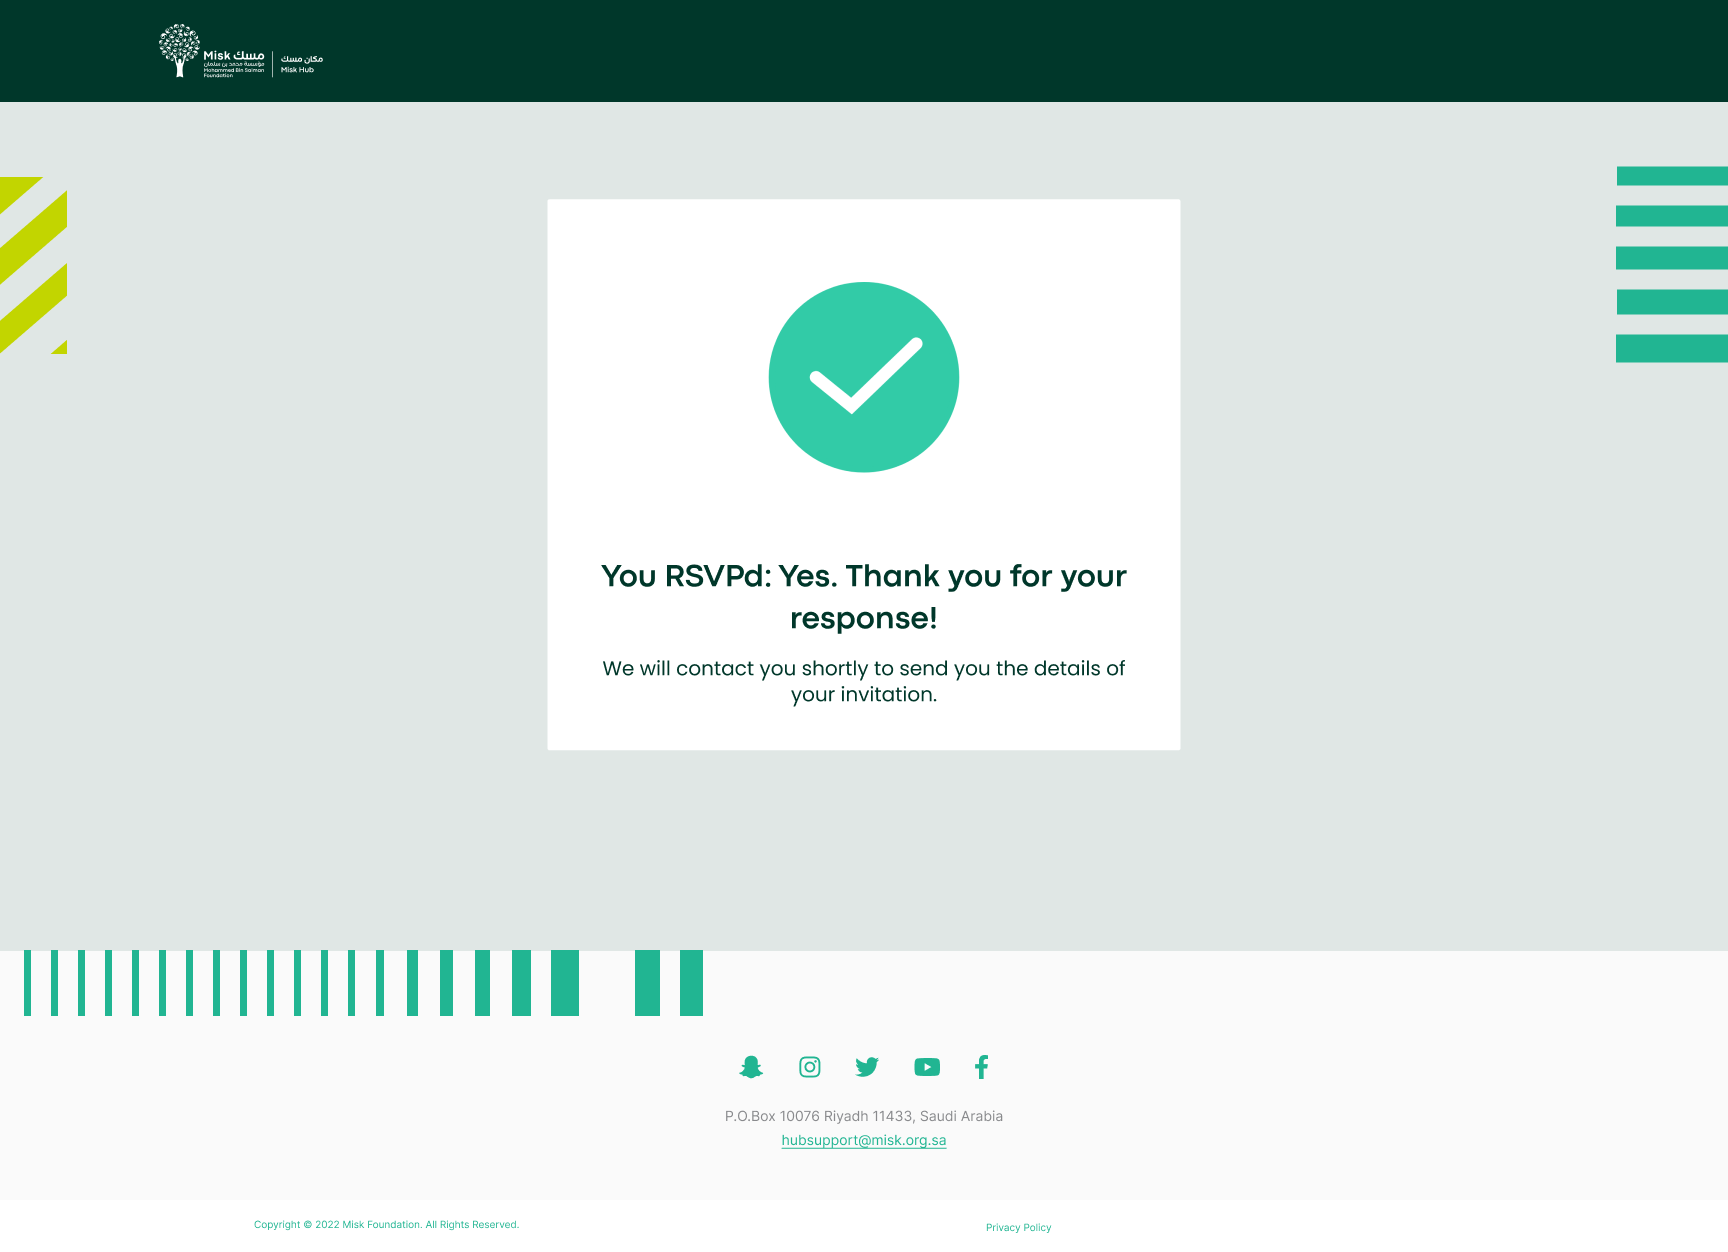 Misk مسك
مؤسسة محمد بن سلمان
Mohammed Bin Salman
Foundation
مكان مسك
Misk Hub
You RSVPd: Yes. Thank you for your
response!
We will contact you shortly to send you the details of
your invitation.
P.O.Box 10076 Riyadh 11433, Saudi Arabia
hubsupport@misk.org.sa
Copyright © 2022 Misk Foundation. All Rights Reserved.
Privacy Policy